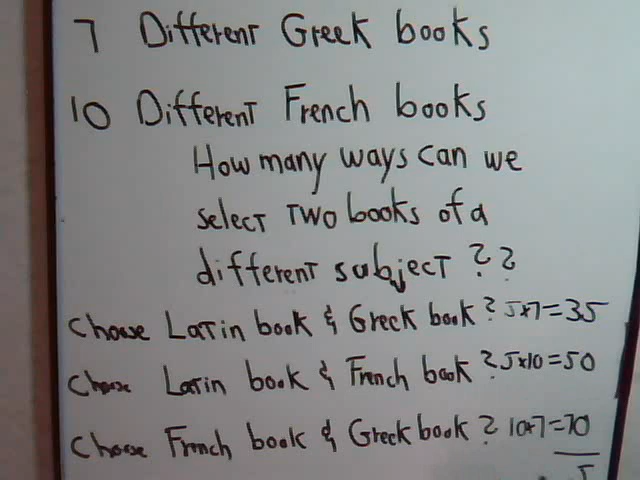 7 Different Greek books
10 Different French books
How many ways can we
select two books of a
different subject ??
Choose Latin book & Greek book ? 5*7=35
Choose Latin book & French book ? 5*10=50
Choose French book & Greek book ? 10*7=70